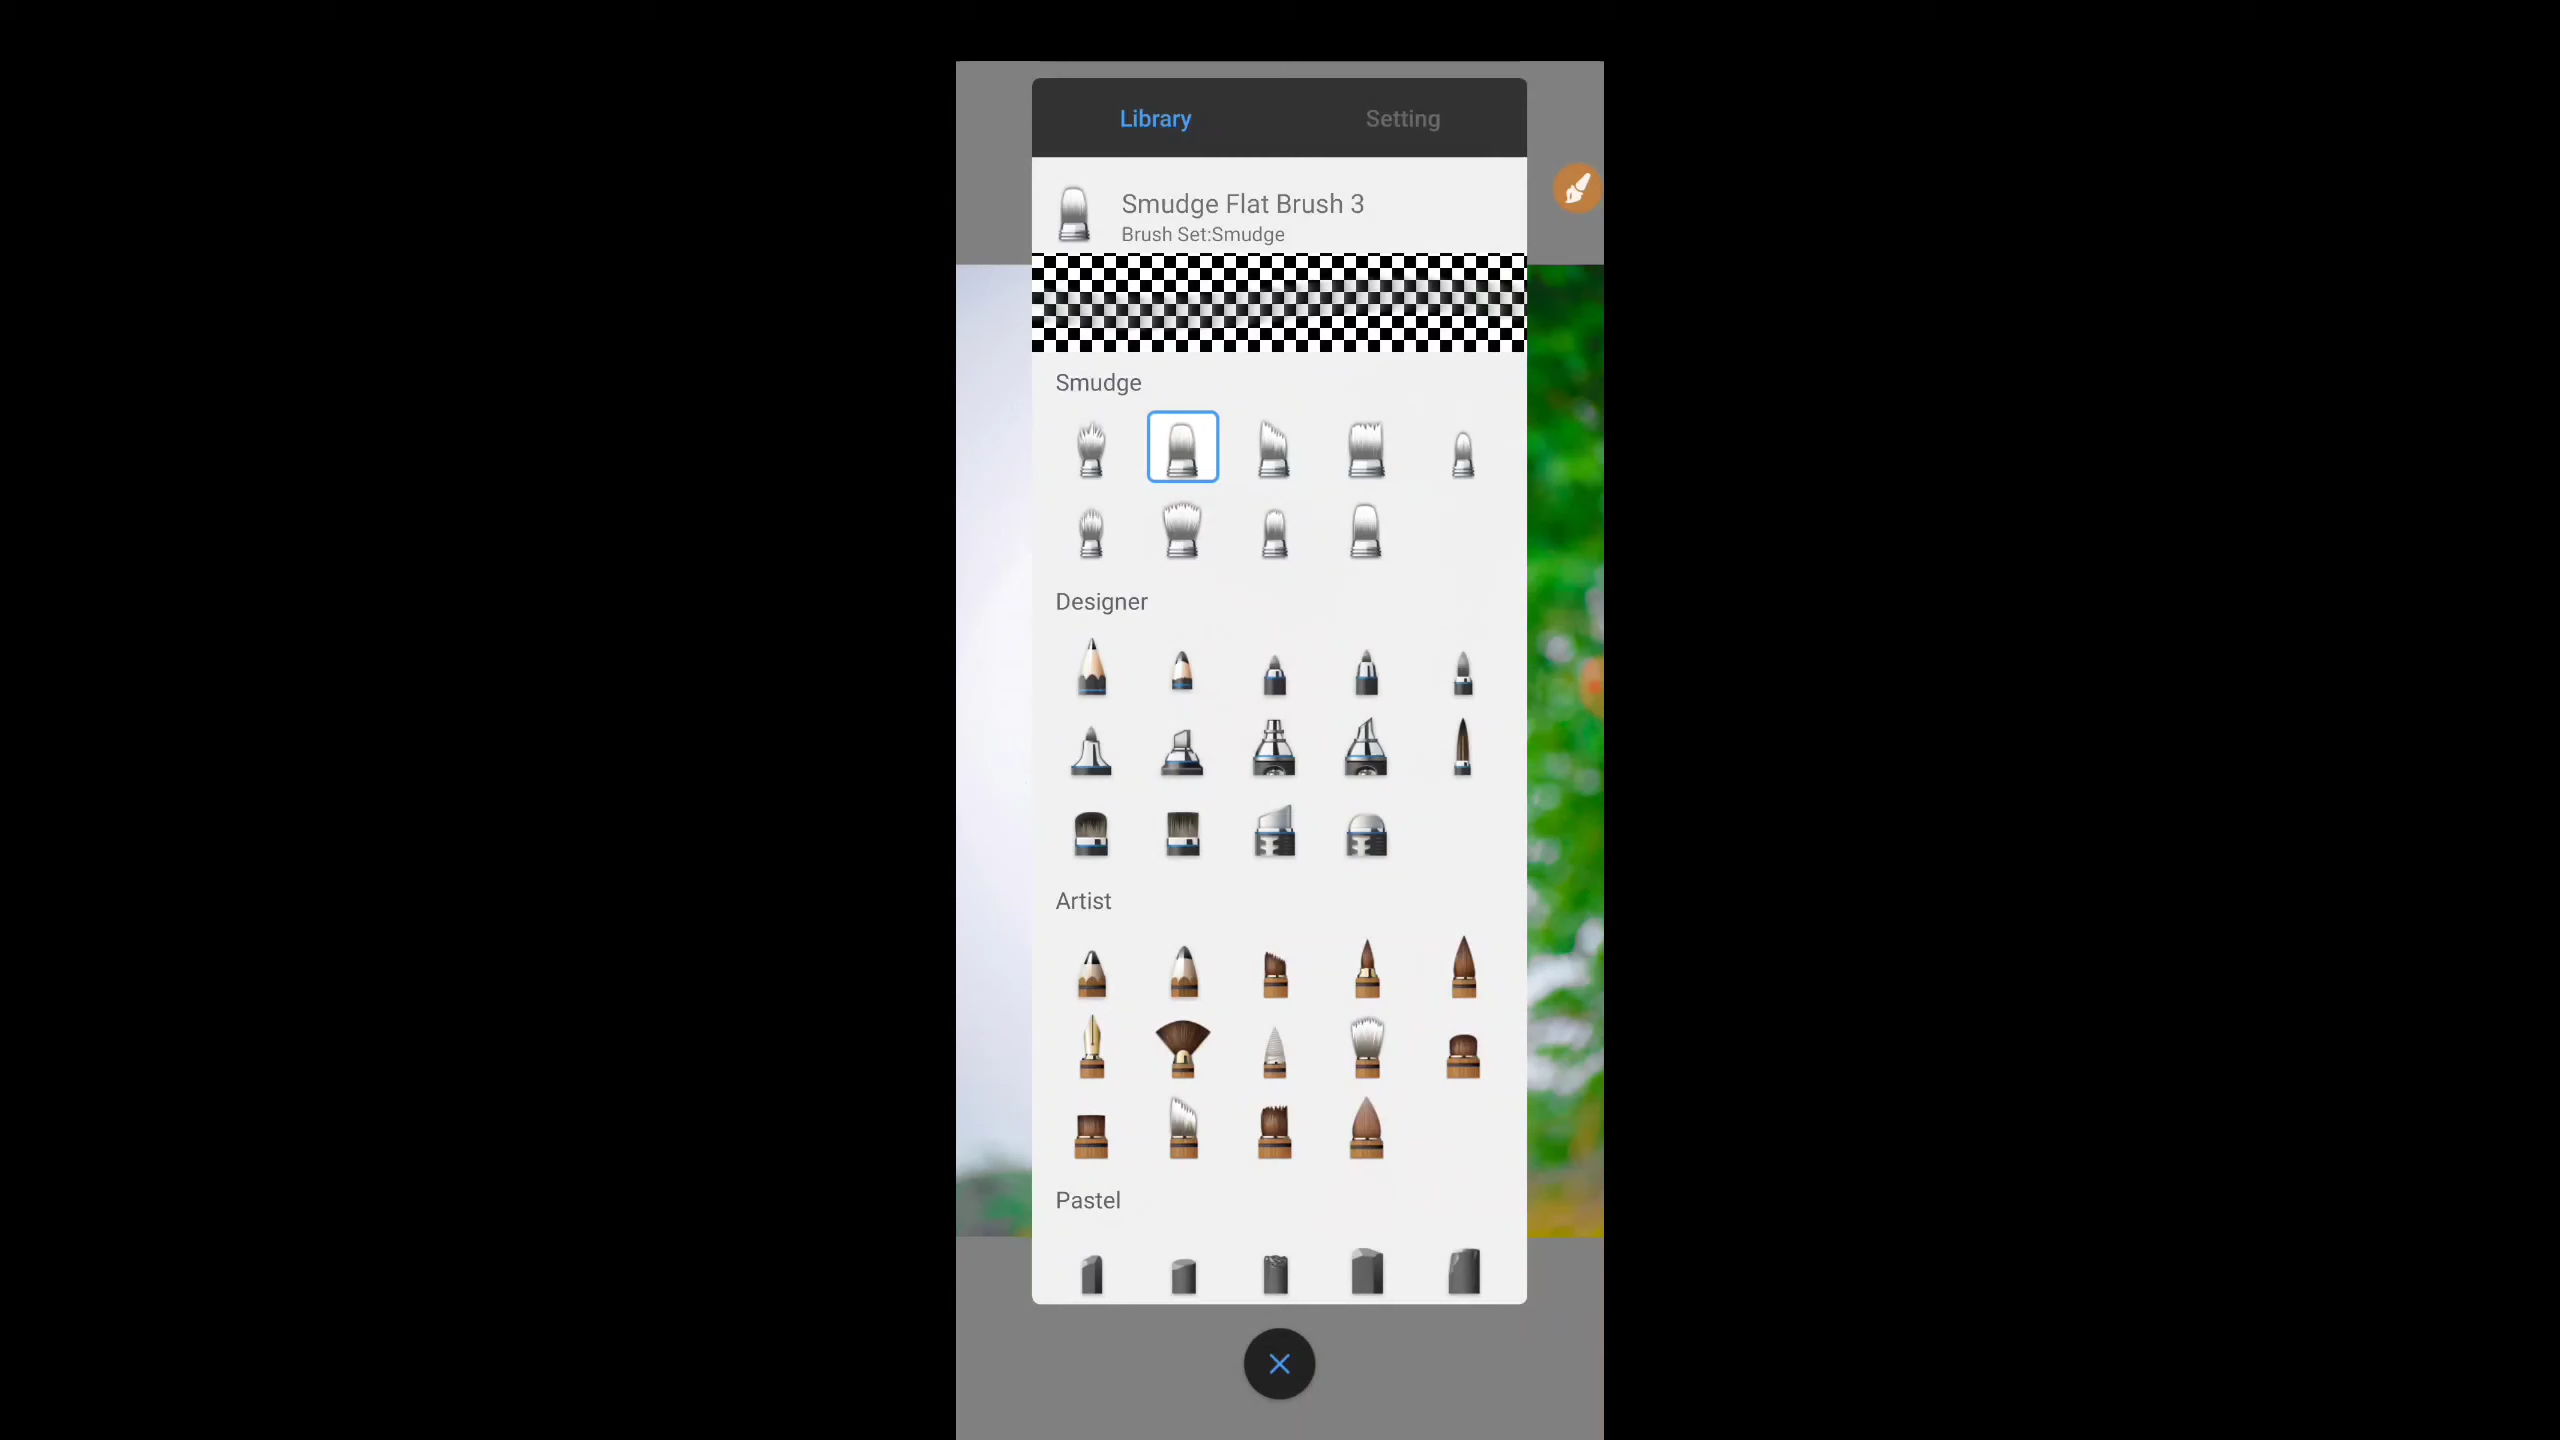 Library
Setting
Smudge Flat Brush 3
Brush Set:Smudge
Smudge
Designer
Artist
Pastel